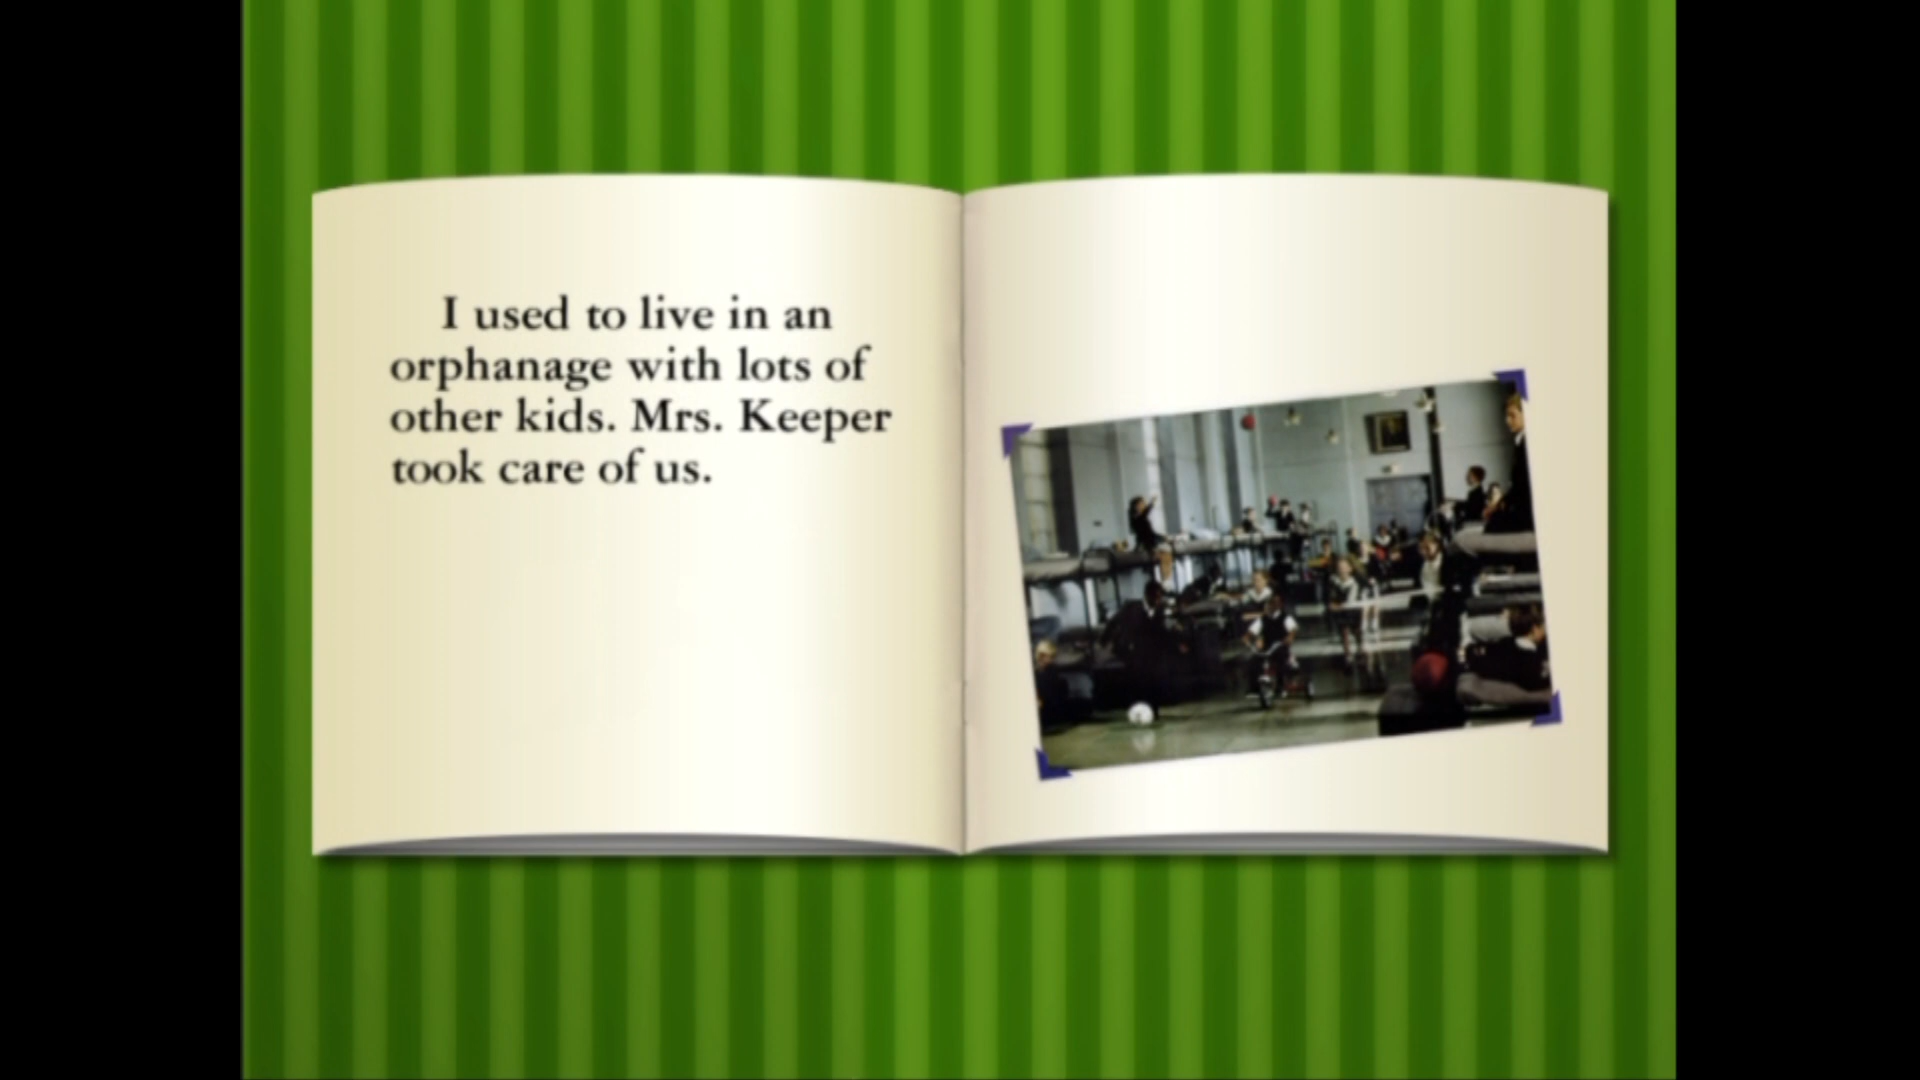 I used to live in an
orphanage with lots of
other kids. Mrs. Keeper
took care of us.